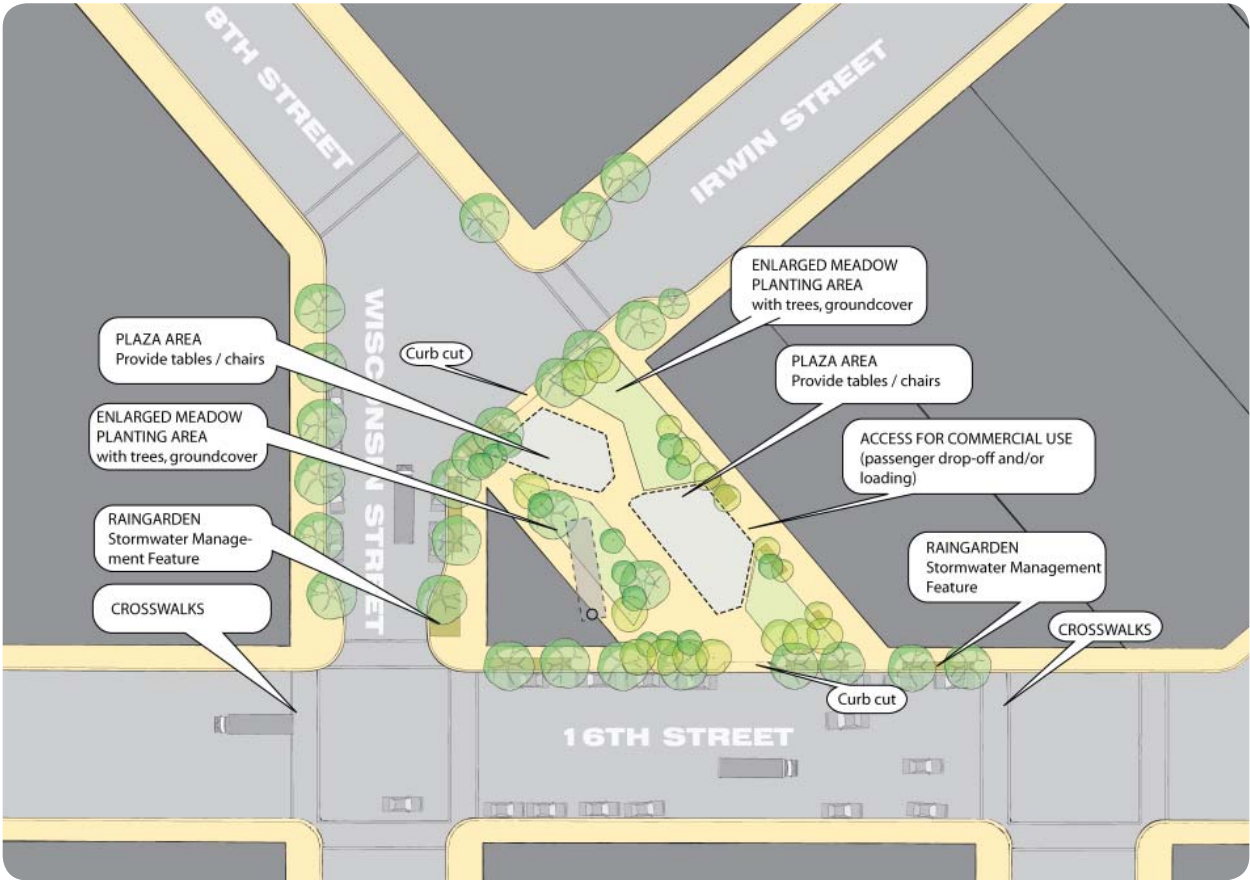 8TH STREET
IRWIN STREET
WISCONSIN STREET
ENLARGED MEADOW
PLANTING AREA
with trees, groundcover
PLAZA AREA
Provide tables / chairs
Curb cut
PLAZA AREA
Provide tables / chairs
ENLARGED MEADOW
PLANTING AREA
with trees, groundcover
ACCESS FOR COMMERCIAL USE
(passenger drop-off and/or
loading)
RAINGARDEN
Stormwater Manage-
ment Feature
RAINGARDEN
Stormwater Management
Feature
CROSSWALKS
CROSSWALKS
Curb cut
16TH STREET